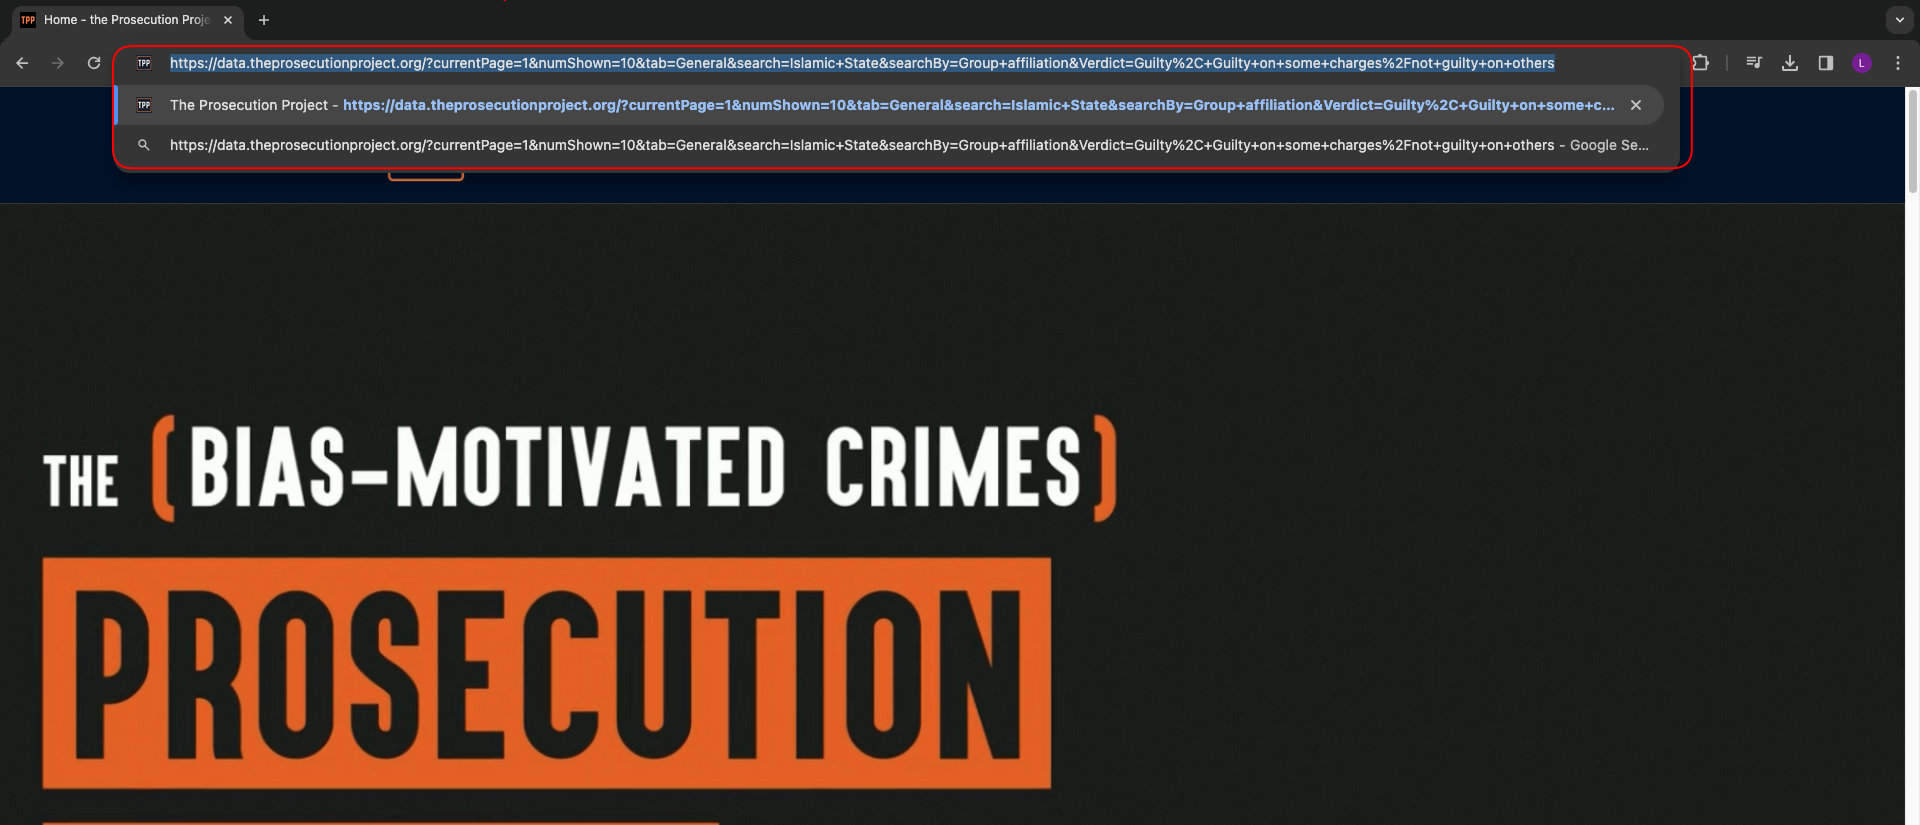 TPP Home - the Prosecution Proje
TPP https://data.theprosecutionproject.org/?currentPage=1&numShown=10&tab=General&search=Islamic+State&searchBy=Group+affiliation&Verdict=Guilty%2C+Guilty+on+some+charges%2Fnot+guilty+on+others
L
TPP The Prosecution Project - https://data.theprosecutionproject.org/?currentPage=1&numShown=10&tab=General&search=Islamic+State&searchBy=Group+affiliation&Verdict=Guilty%2C+Guilty+on+some+c...
https://data.theprosecutionproject.org/?currentPage=1&numShown=10&tab=General&search=Islamic+State&searchBy=Group+affiliation&Verdict=Guilty%2C+Guilty+on+some+charges%2Fnot+guilty+on+others - Google Se...
THE (BIAS-MOTIVATED CRIMES)
PROSECUTION